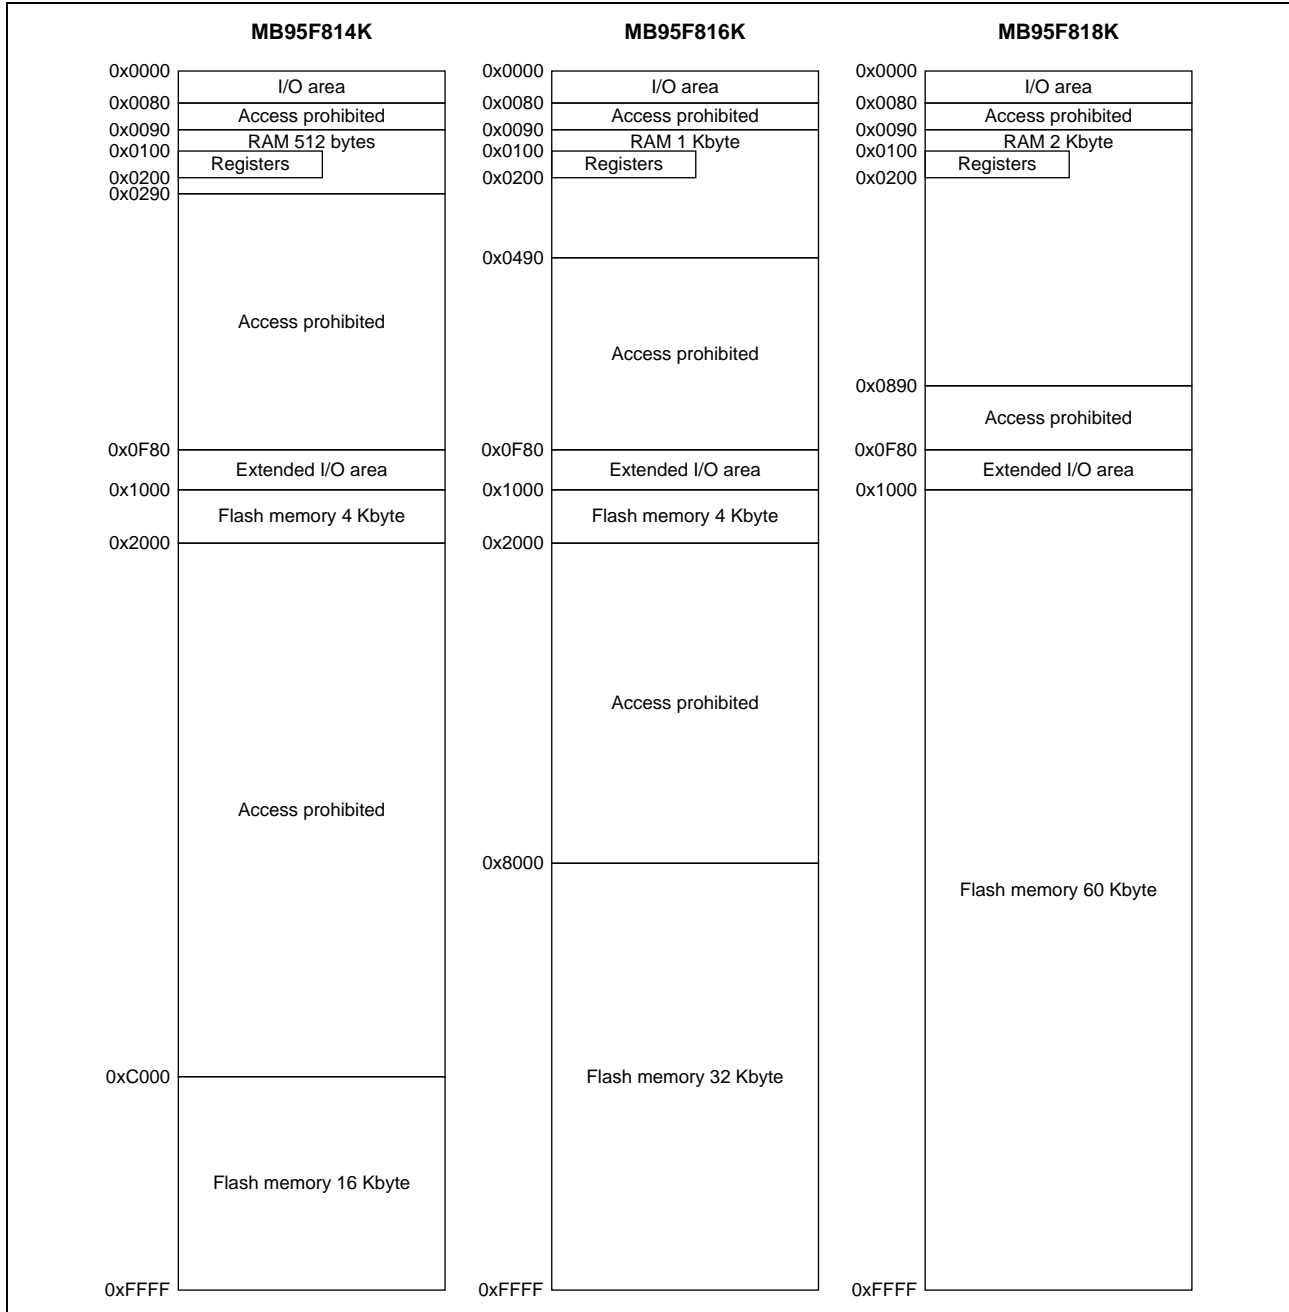 MB95F814K
0x0000
I/O area
0x0080
Access prohibited
0x0090
RAM 512 bytes
0x0100
Registers
0x0200
0x0290
Access prohibited
0x0F80
Extended I/O area
0x1000
Flash memory 4 Kbyte
0x2000
Access prohibited
0xC000
Flash memory 16 Kbyte
0xFFFF
MB95F816K
0x0000
I/O area
0x0080
Access prohibited
0x0090
RAM 1 Kbyte
0x0100
Registers
0x0200
0x0490
Access prohibited
0x0F80
Extended I/O area
0x1000
Flash memory 4 Kbyte
0x2000
Access prohibited
0x8000
Flash memory 32 Kbyte
0xFFFF
MB95F818K
0x0000
I/O area
0x0080
Access prohibited
0x0090
RAM 2 Kbyte
0x0100
Registers
0x0200
0x0890
Access prohibited
0x0F80
Extended I/O area
0x1000
Flash memory 60 Kbyte
0xFFFF